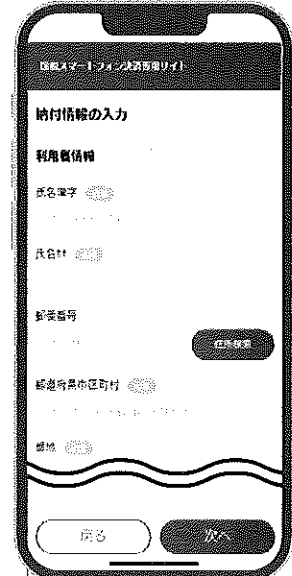 国税スマートフォン決済専用サイト
納付情報の入力
利用者情報
氏名漢字
氏名カナ
郵便番号
住所検索
都道府県市区町村
番地
戻る
次へ